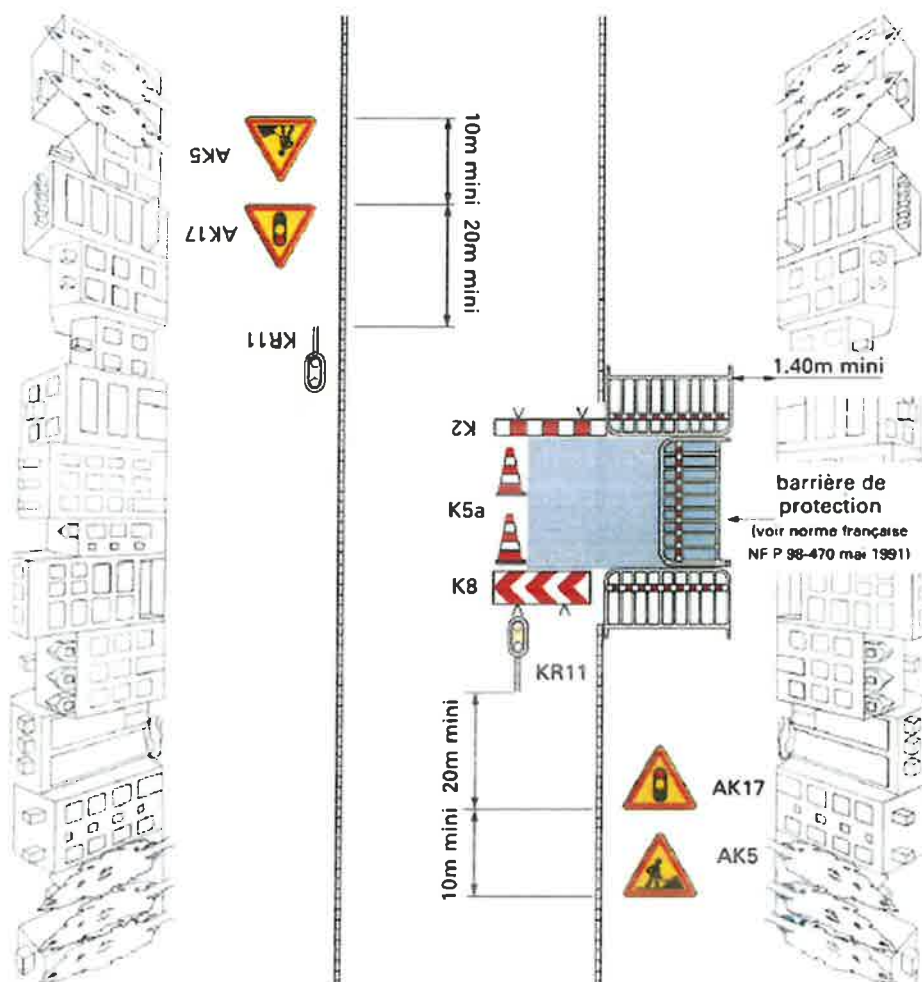 AK5
10m mini
AK17
20m mini
KR11
1.40m mini
K2
barrière de
protection
(voir norme française
NF P 98-470 mai 1991)
K5a
K8
KR11
20m mini
AK17
10m mini
AK5